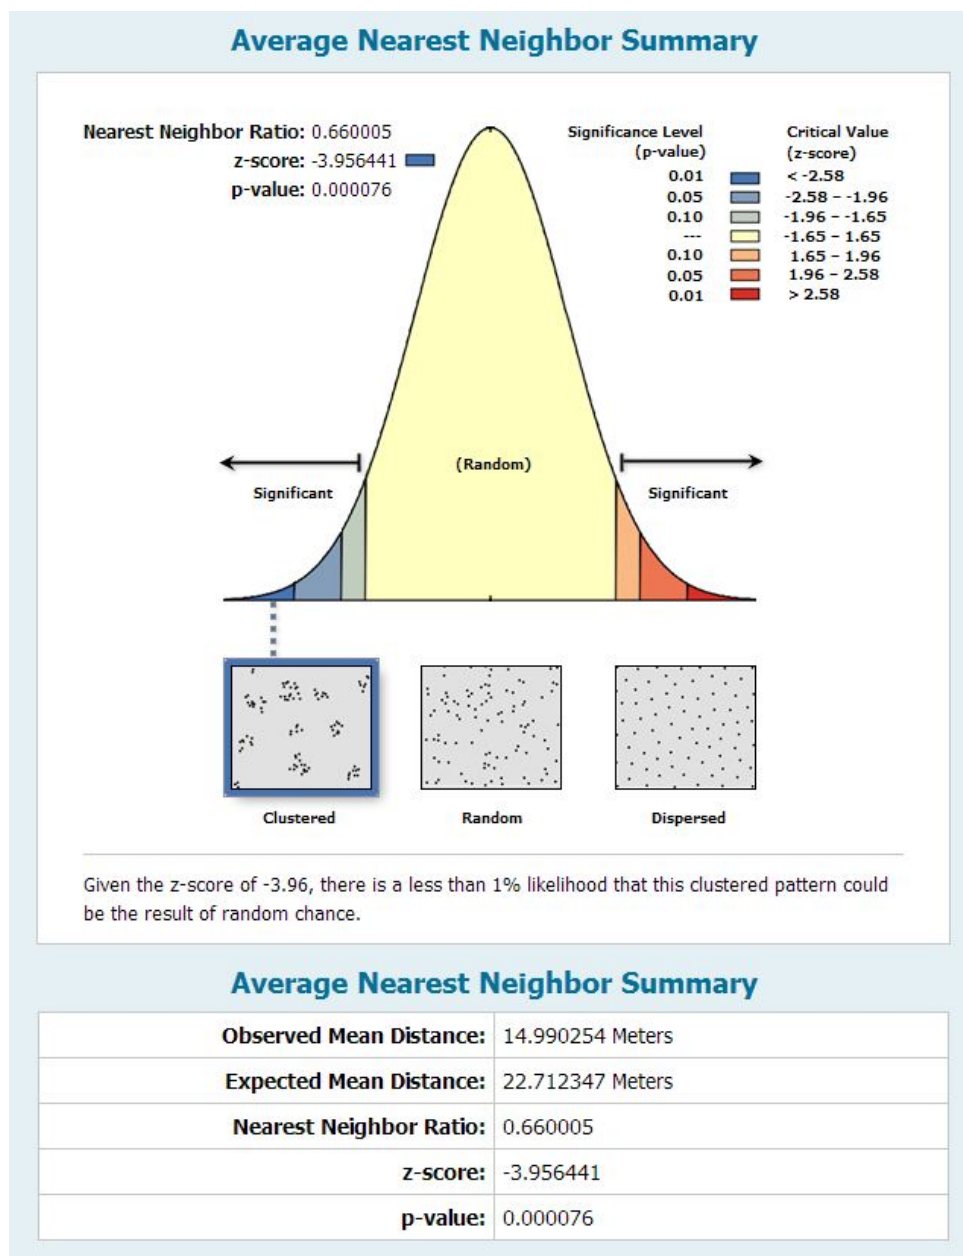 Average Nearest Neighbor Summary
Nearest Neighbor Ratio: 0.660005
z-score: -3.956441
p-value: 0.000076
Significance Level
(p-value)
Critical Value
(z-score)
0.01 < -2.58
0.05 -2.58 – -1.96
0.10 -1.96 – -1.65
--- -1.65 – 1.65
0.10 1.65 – 1.96
0.05 1.96 – 2.58
0.01 > 2.58
(Random)
Significant Significant
Clustered Random Dispersed
Given the z-score of -3.96, there is a less than 1% likelihood that this clustered pattern could
be the result of random chance.
Average Nearest Neighbor Summary
Observed Mean Distance: 14.990254 Meters
Expected Mean Distance: 22.712347 Meters
Nearest Neighbor Ratio: 0.660005
z-score: -3.956441
p-value: 0.000076